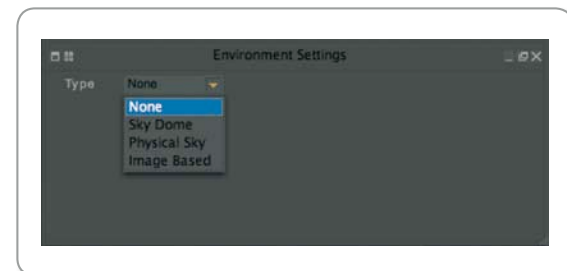 Environment Settings
Type None
None
Sky Dome
Physical Sky
Image Based